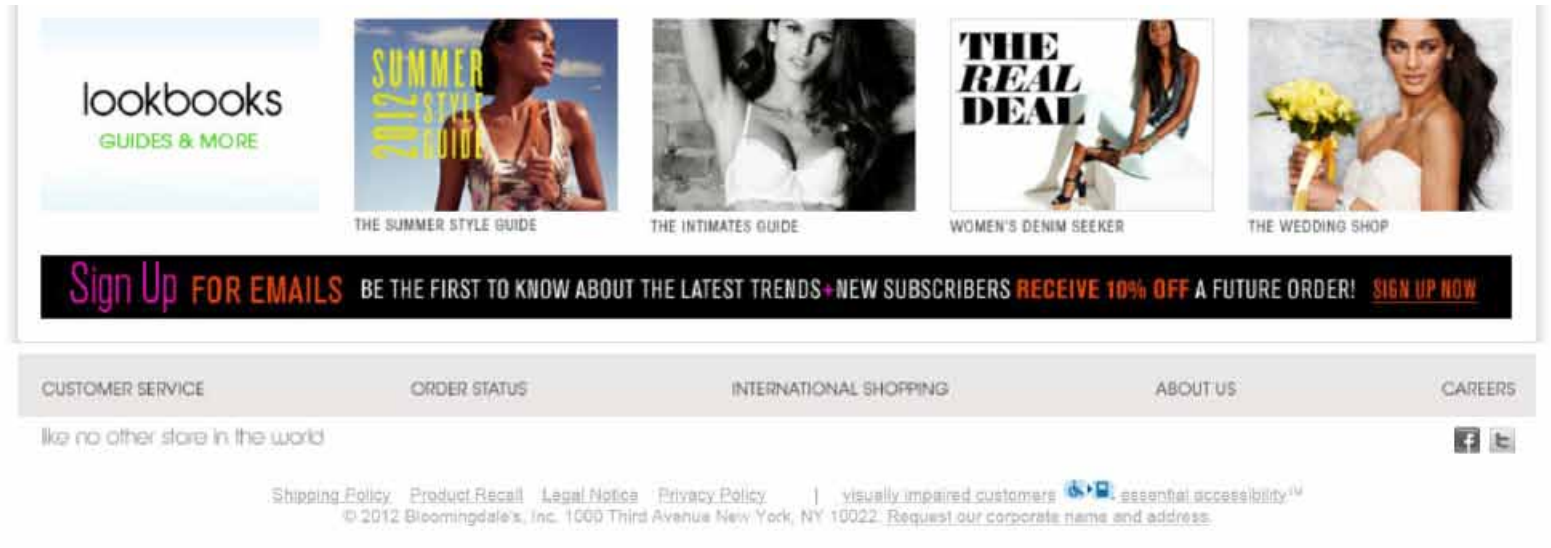 lookbooks
GUIDES & MORE
SUMMER
2012 STYLE
GUIDE
THE
REAL
DEAL
THE SUMMER STYLE GUIDE
THE INTIMATES GUIDE
WOMEN'S DENIM SEEKER
THE WEDDING SHOP
Sign Up FOR EMAILS BE THE FIRST TO KNOW ABOUT THE LATEST TRENDS+NEW SUBSCRIBERS RECEIVE 10% OFF A FUTURE ORDER! SIGN UP NOW
CUSTOMER SERVICE ORDER STATUS INTERNATIONAL SHOPPING ABOUT US CAREERS
like no other store in the world
f t
Shipping Policy Product Recall Legal Notice Privacy Policy | visually impaired customers essential accessibility™
© 2012 Bloomingdale's, Inc. 1000 Third Avenue New York, NY 10022. Request our corporate name and address.